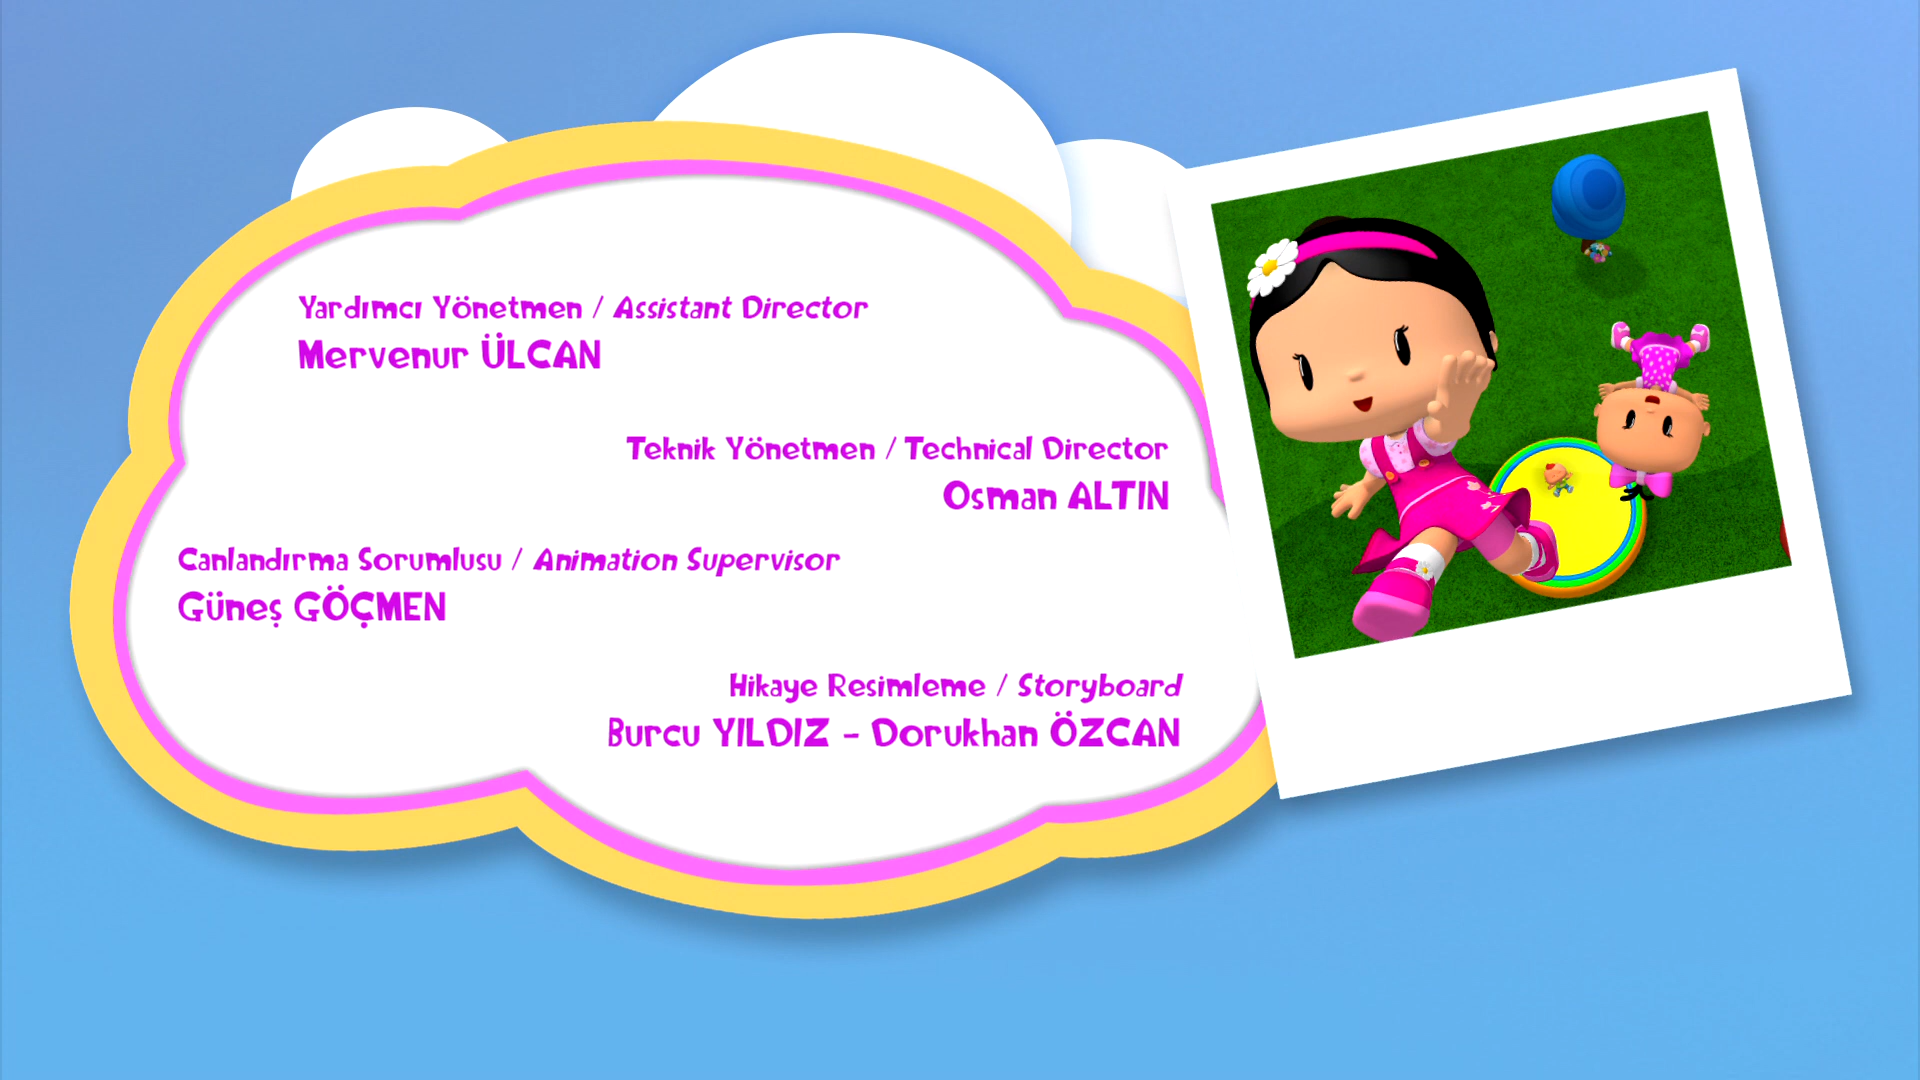 Yardımcı Yönetmen / Assistant Director
Mervenur ÜLCAN
Teknik Yönetmen / Technical Director
Osman ALTIN
Canlandırma Sorumlusu / Animation Supervisor
Güneş GÖÇMEN
Hikaye Resimleme / Storyboard
Burcu YILDIZ - Dorukhan ÖZCAN